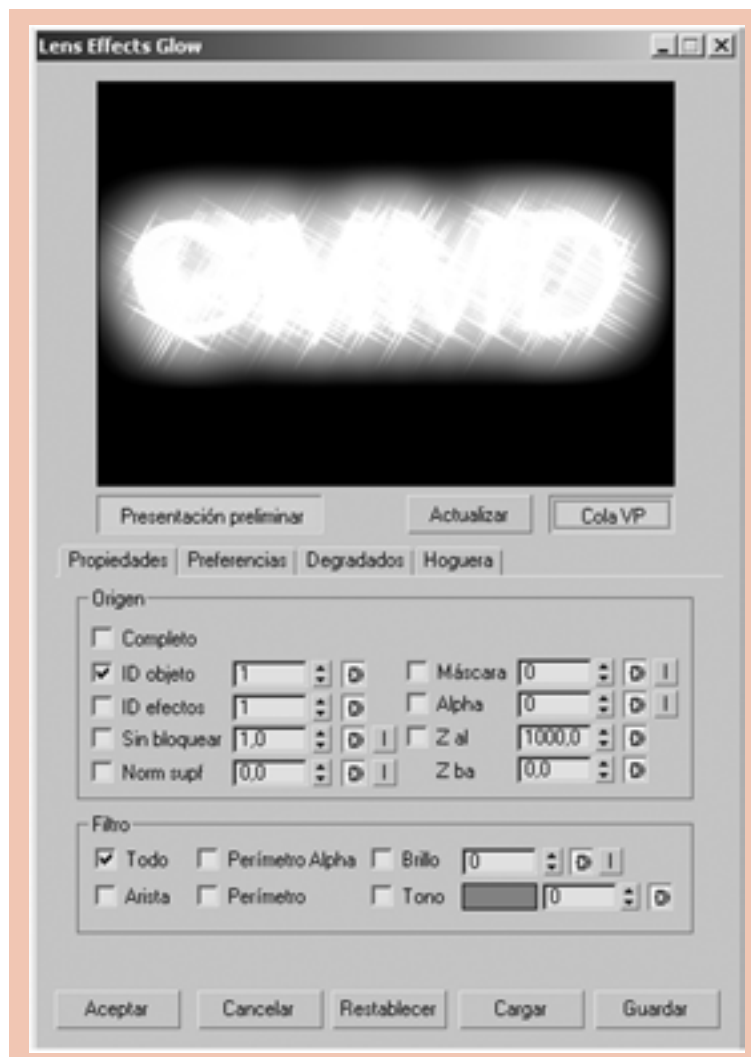 Lens Effects Glow
OMNID
Presentación preliminar Actualizar Cola VP
Propiedades Preferencias Degradados Hoguera
Origen
Completo
ID objeto 1 Máscara 0
ID efectos 1 Alpha 0
Sin bloquear 1,0 I Z al 1000,0
Norm supf 0,0 I Z ba 0,0
Filtro
Todo Perímetro Alpha Brillo 0 I
Arista Perímetro Tono 0
Aceptar Cancelar Restablecer Cargar Guardar